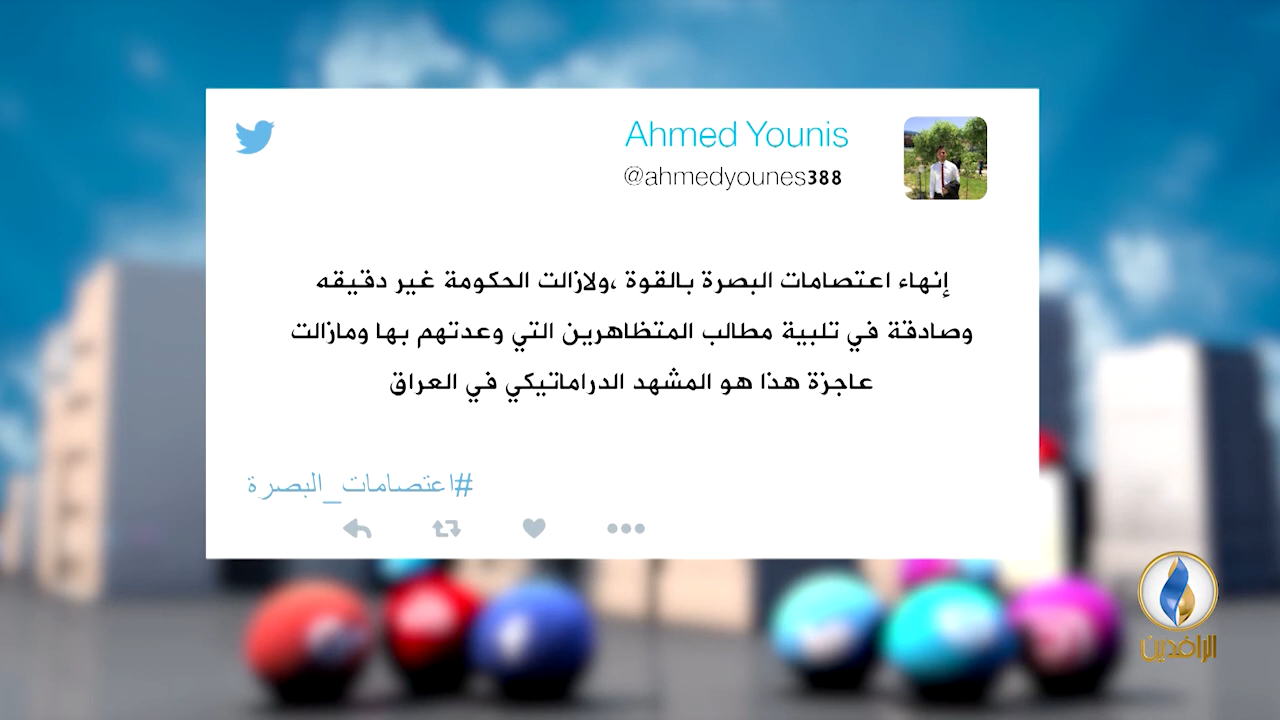 Ahmed Younis
@ahmedyounes388
إنهاء اعتصامات البصرة بالقوة ،ولازالت الحكومة غير دقيقه
وصادقة في تلبية مطالب المتظاهرين التي وعدتهم بها ومازالت
عاجزة هذا هو المشهد الدراماتيكي في العراق
#اعتصامات_البصرة
الرافدين